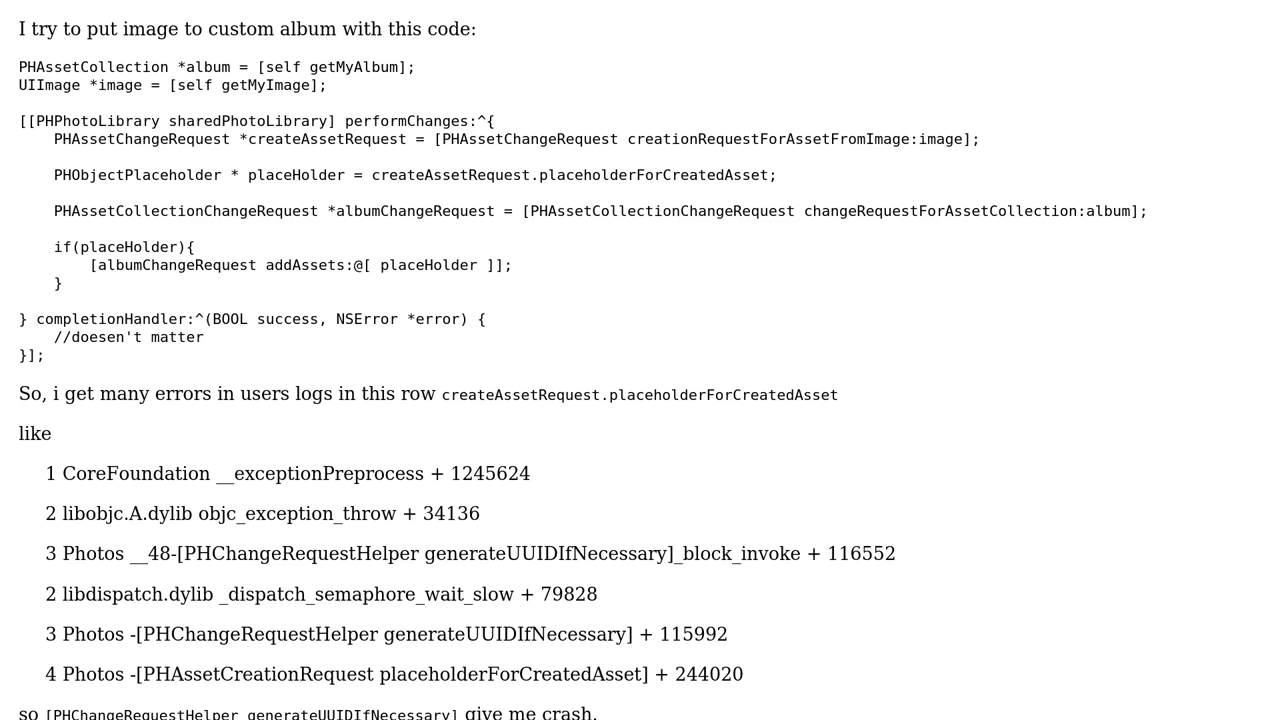 I try to put image to custom album with this code:
PHAssetCollection *album = [self getMyAlbum];
UIImage *image = [self getMyImage];
[[PHPhotoLibrary sharedPhotoLibrary] performChanges:^{
    PHAssetChangeRequest *createAssetRequest = [PHAssetChangeRequest creationRequestForAssetFromImage:image];
    PHObjectPlaceholder * placeHolder = createAssetRequest.placeholderForCreatedAsset;
    PHAssetCollectionChangeRequest *albumChangeRequest = [PHAssetCollectionChangeRequest changeRequestForAssetCollection:album];
    if(placeHolder){
        [albumChangeRequest addAssets:@[ placeHolder ]];
    }
} completionHandler:^(BOOL success, NSError *error) {
    //doesen't matter
}];
So, i get many errors in users logs in this row createAssetRequest.placeholderForCreatedAsset
like
1 CoreFoundation __exceptionPreprocess + 1245624
2 libobjc.A.dylib objc_exception_throw + 34136
3 Photos __48-[PHChangeRequestHelper generateUUIDIfNecessary]_block_invoke + 116552
2 libdispatch.dylib _dispatch_semaphore_wait_slow + 79828
3 Photos -[PHChangeRequestHelper generateUUIDIfNecessary] + 115992
4 Photos -[PHAssetCreationRequest placeholderForCreatedAsset] + 244020
so [PHChangeRequestHelper generateUUIDIfNecessary] give me crash.